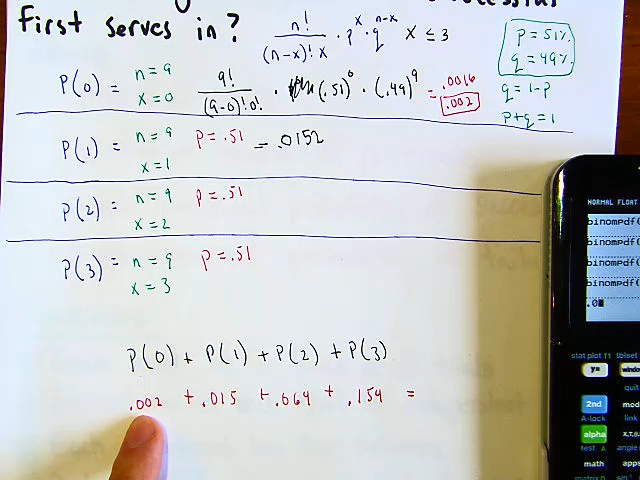 First serves in? n!/(n-x)!·x · p^x · q^n-x x ≤ 3
p = 51%
q = 49%
q = 1-p
p+q = 1
P(0) = n = 9 x = 0 9!/(9-0)!·0! · (.51)^0 · (.49)^9 = .0016
.002
P(1) = n = 9 x = 1 p = .51 = .0152
P(2) = n = 9 x = 2 p = .51
P(3) = n = 9 x = 3 p = .51
P(0) + P(1) + P(2) + P(3)
.002 + .015 + .064 + .154 =
NORMAL FLOAT
binompdf(
binompdf(
binompdf(
binompdf(
.0
stat plot f1 tblset
y=
quit
2nd mod
A-lock link
alpha X,T,θ,
test A angle
math apps